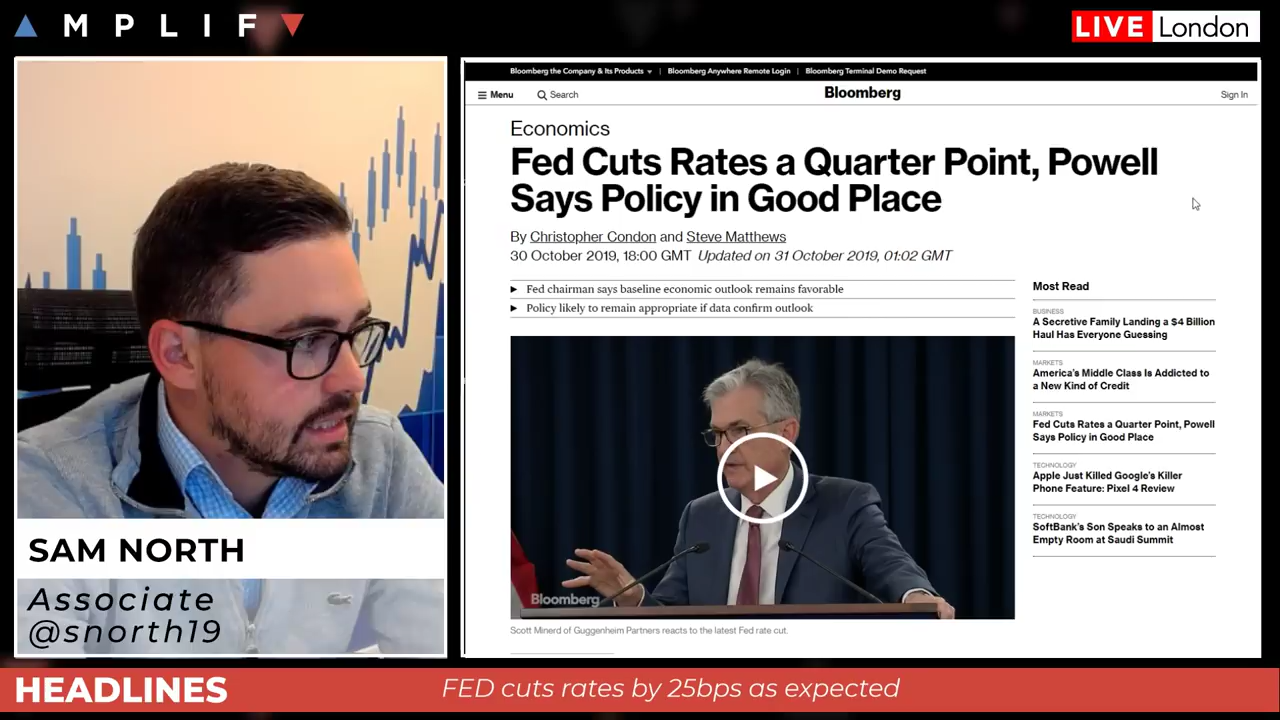 AMPLIFY
LIVE London
Bloomberg the Company & Its Products
Bloomberg Anywhere Remote Login
Bloomberg Terminal Demo Request
Menu
Search
Bloomberg
Sign In
Economics
Fed Cuts Rates a Quarter Point, Powell
Says Policy in Good Place
By Christopher Condon and Steve Matthews
30 October 2019, 18:00 GMT Updated on 31 October 2019, 01:02 GMT
Fed chairman says baseline economic outlook remains favorable
Policy likely to remain appropriate if data confirm outlook
Bloomberg
Scott Minerd of Guggenheim Partners reacts to the latest Fed rate cut.
Most Read
BUSINESS
A Secretive Family Landing a $4 Billion
Haul Has Everyone Guessing
MARKETS
America's Middle Class Is Addicted to
a New Kind of Credit
MARKETS
Fed Cuts Rates a Quarter Point, Powell
Says Policy in Good Place
TECHNOLOGY
Apple Just Killed Google's Killer
Phone Feature: Pixel 4 Review
TECHNOLOGY
SoftBank's Son Speaks to an Almost
Empty Room at Saudi Summit
SAM NORTH
Associate
@snorth19
HEADLINES
FED cuts rates by 25bps as expected